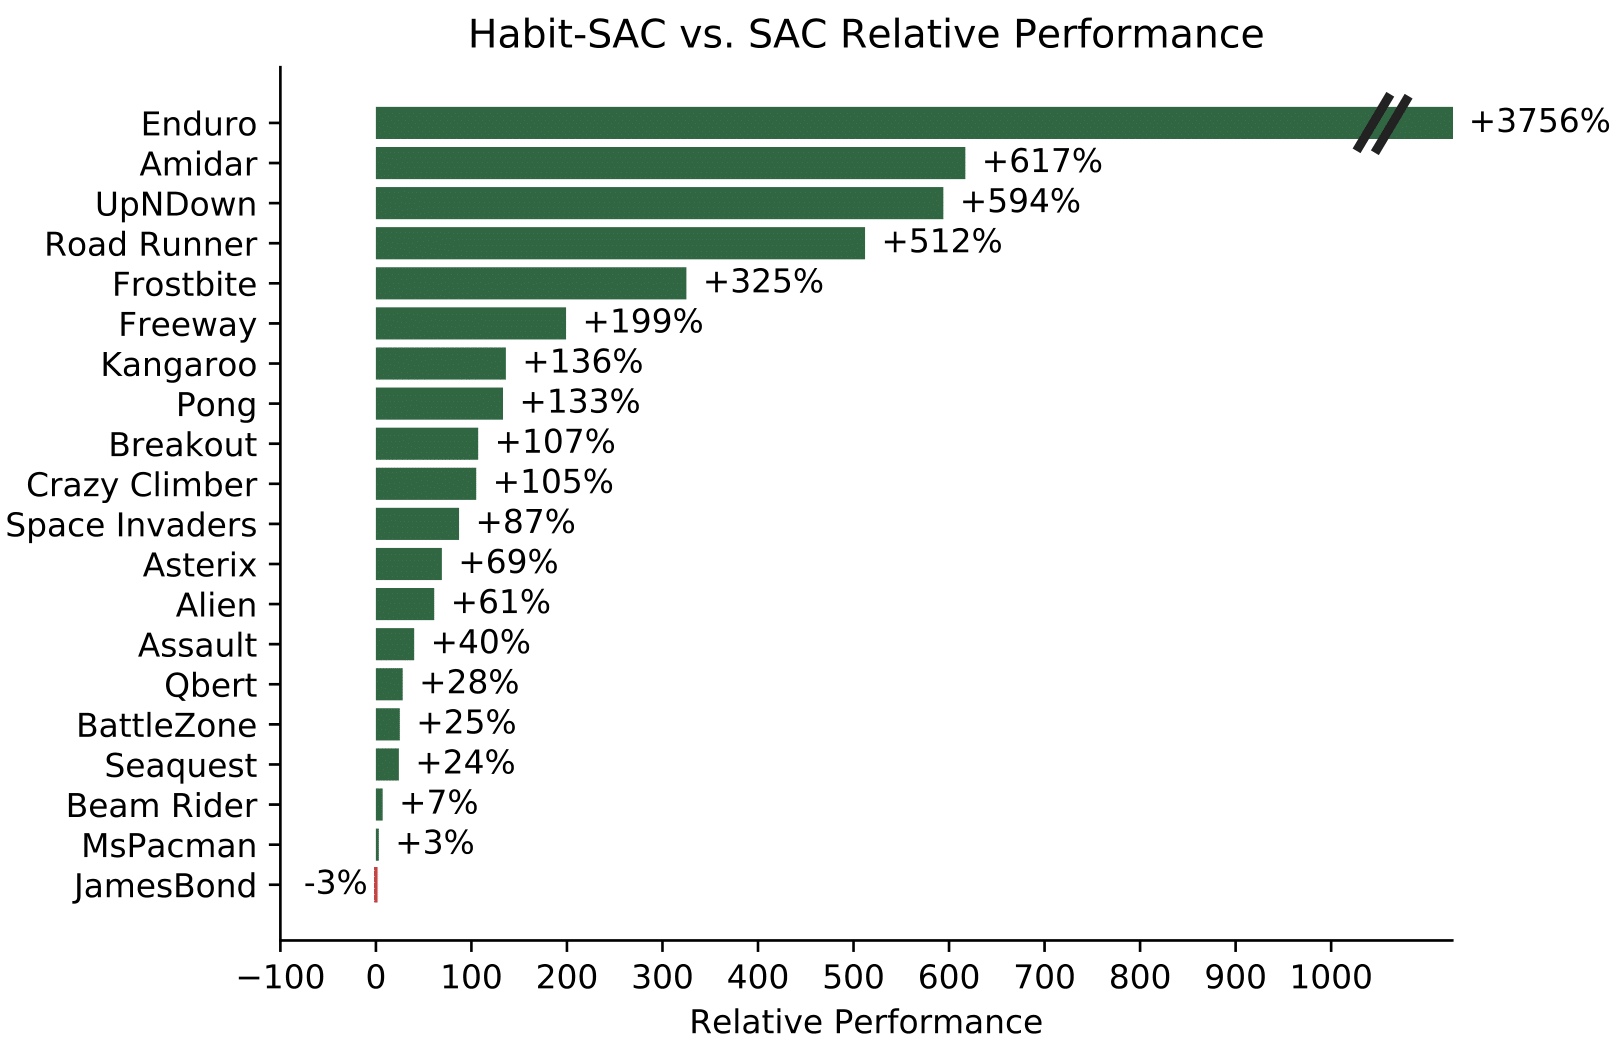 Habit-SAC vs. SAC Relative Performance
Enduro +3756%
Amidar +617%
UpNDown +594%
Road Runner +512%
Frostbite +325%
Freeway +199%
Kangaroo +136%
Pong +133%
Breakout +107%
Crazy Climber +105%
Space Invaders +87%
Asterix +69%
Alien +61%
Assault +40%
Qbert +28%
BattleZone +25%
Seaquest +24%
Beam Rider +7%
MsPacman +3%
JamesBond -3%
−100 0 100 200 300 400 500 600 700 800 900 1000
Relative Performance